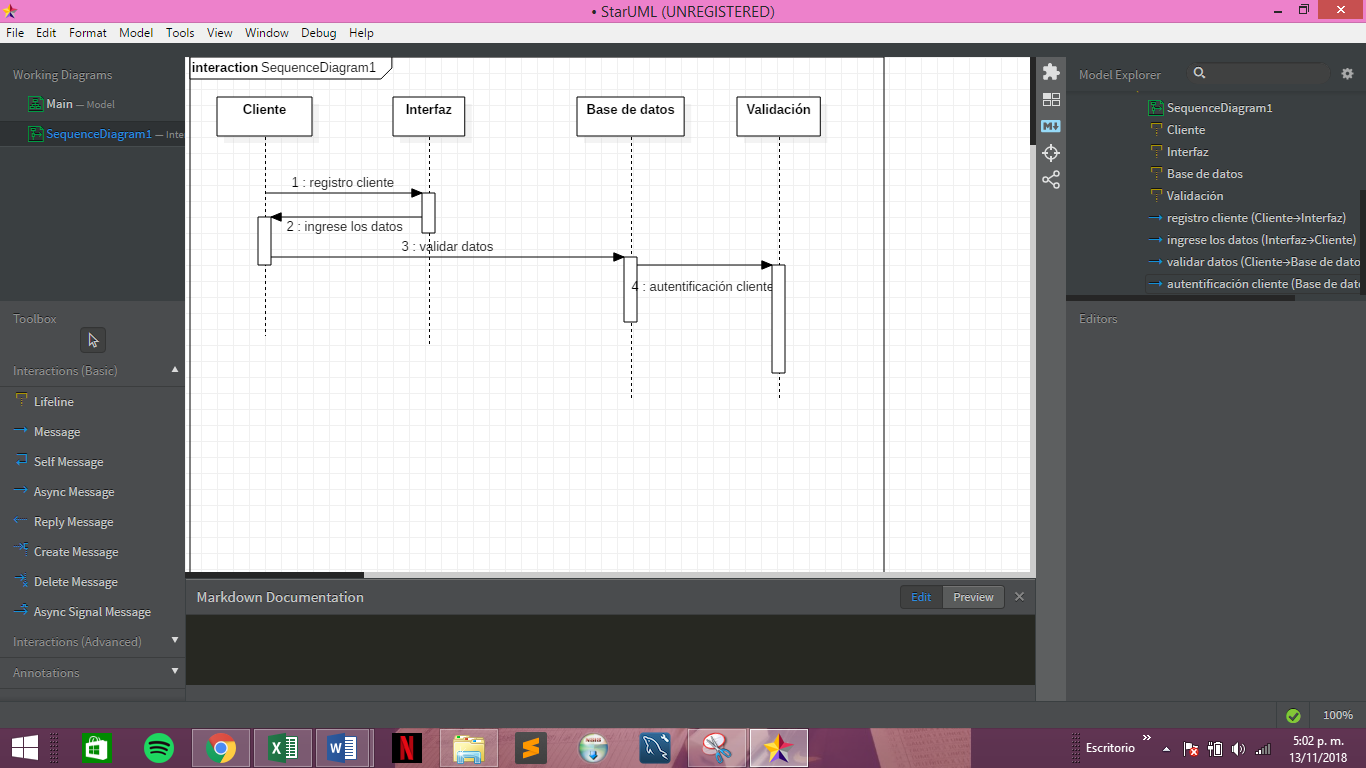 • StarUML (UNREGISTERED)
File Edit Format Model Tools View Window Debug Help
Working Diagrams
Main — Model
SequenceDiagram1 — Inte
Toolbox
Interactions (Basic)
Lifeline
Message
Self Message
Async Message
Reply Message
Create Message
Delete Message
Async Signal Message
Interactions (Advanced)
Annotations
interaction SequenceDiagram1
Cliente Interfaz Base de datos Validación
1 : registro cliente
2 : ingrese los datos
3 : validar datos
4 : autentificación cliente
Markdown Documentation Edit Preview
Model Explorer
SequenceDiagram1
Cliente
Interfaz
Base de datos
Validación
registro cliente (Cliente→Interfaz)
ingrese los datos (Interfaz→Cliente)
validar datos (Cliente→Base de dato
autentificación cliente (Base de dat
Editors
100%
Escritorio
5:02 p. m.
13/11/2018